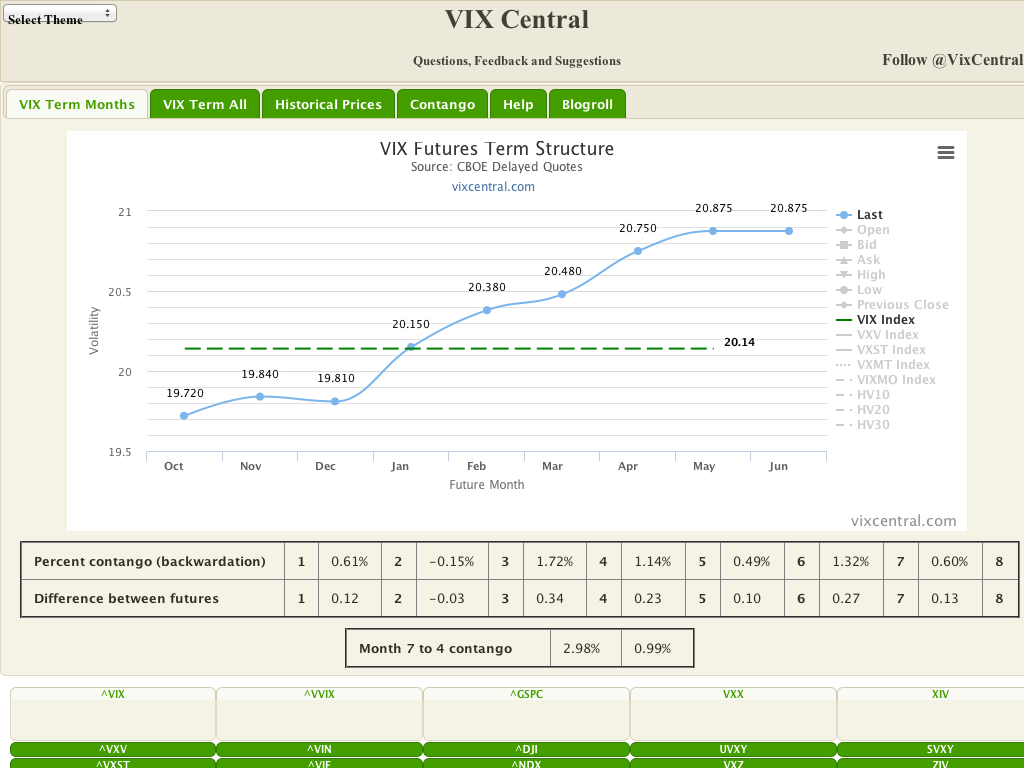 Select Theme
VIX Central
Questions, Feedback and Suggestions
Follow @VixCentral
VIX Term Months VIX Term All Historical Prices Contango Help Blogroll
VIX Futures Term Structure
Source: CBOE Delayed Quotes
vixcentral.com
Volatility
21
20.5
20
19.5
19.720
19.840
19.810
20.150
20.380
20.480
20.750
20.875
20.875
20.14
Oct Nov Dec Jan Feb Mar Apr May Jun
Future Month
Last
Open
Bid
Ask
High
Low
Previous Close
VIX Index
VXV Index
VXST Index
VXMT Index
VIXMO Index
HV10
HV20
HV30
vixcentral.com
Percent contango (backwardation) 1 0.61% 2 -0.15% 3 1.72% 4 1.14% 5 0.49% 6 1.32% 7 0.60% 8
Difference between futures 1 0.12 2 -0.03 3 0.34 4 0.23 5 0.10 6 0.27 7 0.13 8
Month 7 to 4 contango 2.98% 0.99%
^VIX ^VVIX ^GSPC VXX XIV
^VXV ^VIN ^DJI UVXY SVXY
^VXST ^VIF ^NDX VXZ ZIV